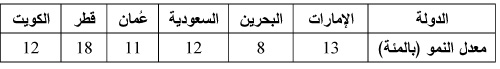 الدولة الإمارات البحرين السعودية عُمان قطر الكويت
معدل النمو (بالمئة) 13 8 12 11 18 12